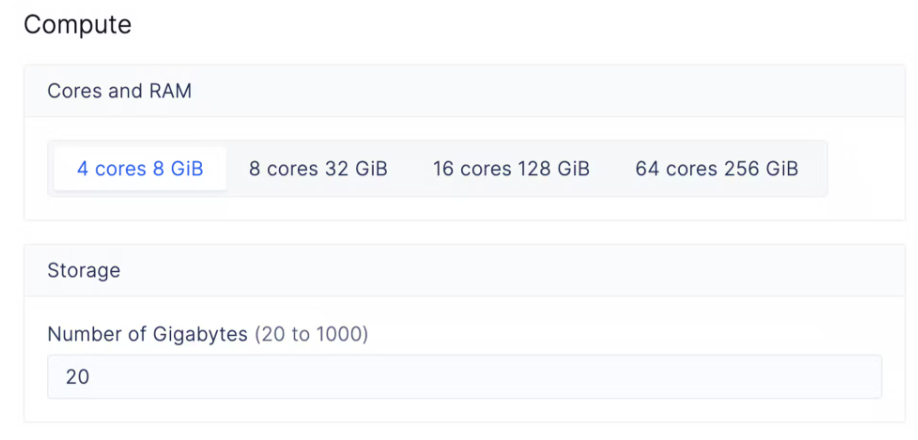 Compute
Cores and RAM
4 cores 8 GiB 8 cores 32 GiB 16 cores 128 GiB 64 cores 256 GiB
Storage
Number of Gigabytes (20 to 1000)
20